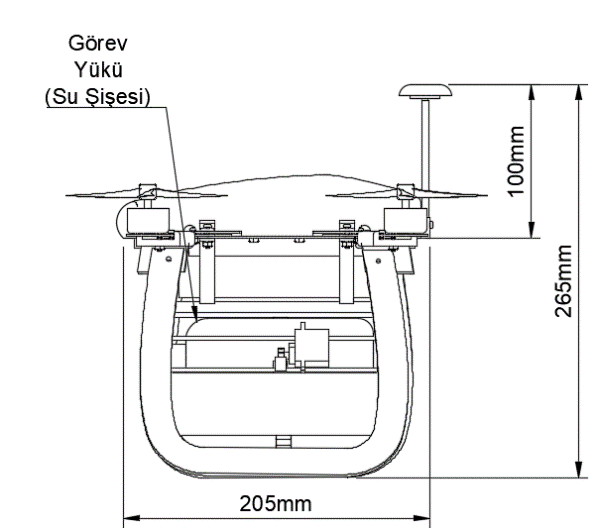 Görev
Yükü
(Su Şişesi)
100mm
265mm
205mm